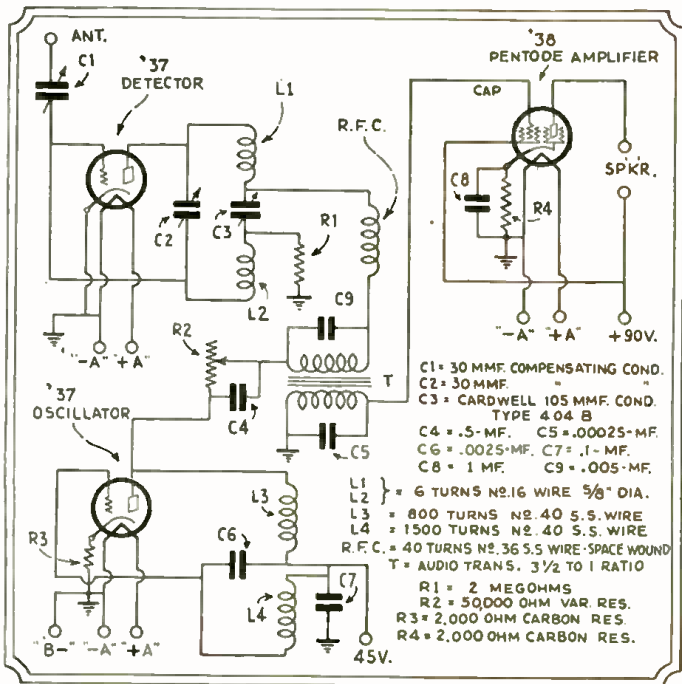 ANT.
C1
'37
DETECTOR
L1
R.F.C.
'38
PENTODE AMPLIFIER
CAP
SP'K'R.
C8
R4
C2
C3
R1
L2
"-A" "+A"
+90V.
"-A" "+A"
R2
C9
T
C4
C5
'37
OSCILLATOR
R3
L3
C6
C7
L4
"B-" "-A" "+A"
45V.
C1 = 30 MMF. COMPENSATING COND.
C2 = 30 MMF. " "
C3 = CARDWELL 105 MMF. COND.
TYPE 404 B
C4 = .5-MF. C5 = .00025-MF.
C6 = .0025-MF. C7 = .1-MF.
C8 = 1 MF. C9 = .005-MF.
L1
L2 } = 6 TURNS NO. 16 WIRE 5/8" DIA.
L3 = 800 TURNS NO. 40 S.S. WIRE
L4 = 1500 TURNS NO. 40 S.S. WIRE
R.F.C. = 40 TURNS NO. 36 S.S WIRE-SPACE WOUND
T = AUDIO TRANS. 3 1/2 TO 1 RATIO
R1 = 2 MEGOHMS
R2 = 50,000 OHM VAR. RES.
R3 = 2,000 OHM CARBON RES.
R4 = 2,000 OHM CARBON RES.